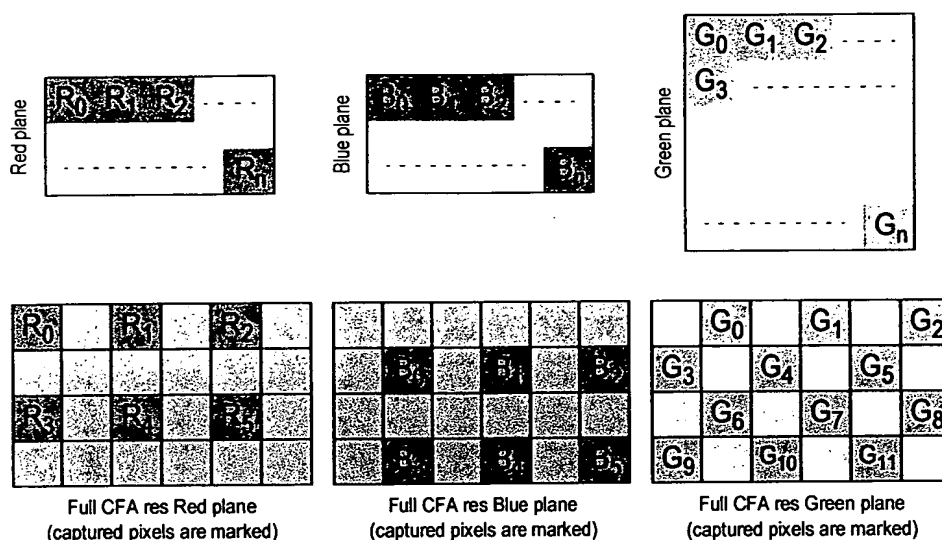 Red plane
R0 R1 R2
Rn
Blue plane
B0 B1 B2
Bn
Green plane
G0 G1 G2
G3
Gn
R0 R1 R2
R3 R4 R5
Full CFA res Red plane
(captured pixels are marked)
Full CFA res Blue plane
(captured pixels are marked)
G0 G1 G2
G3 G4 G5
G6 G7 G8
G9 G10 G11
Full CFA res Green plane
(captured pixels are marked)